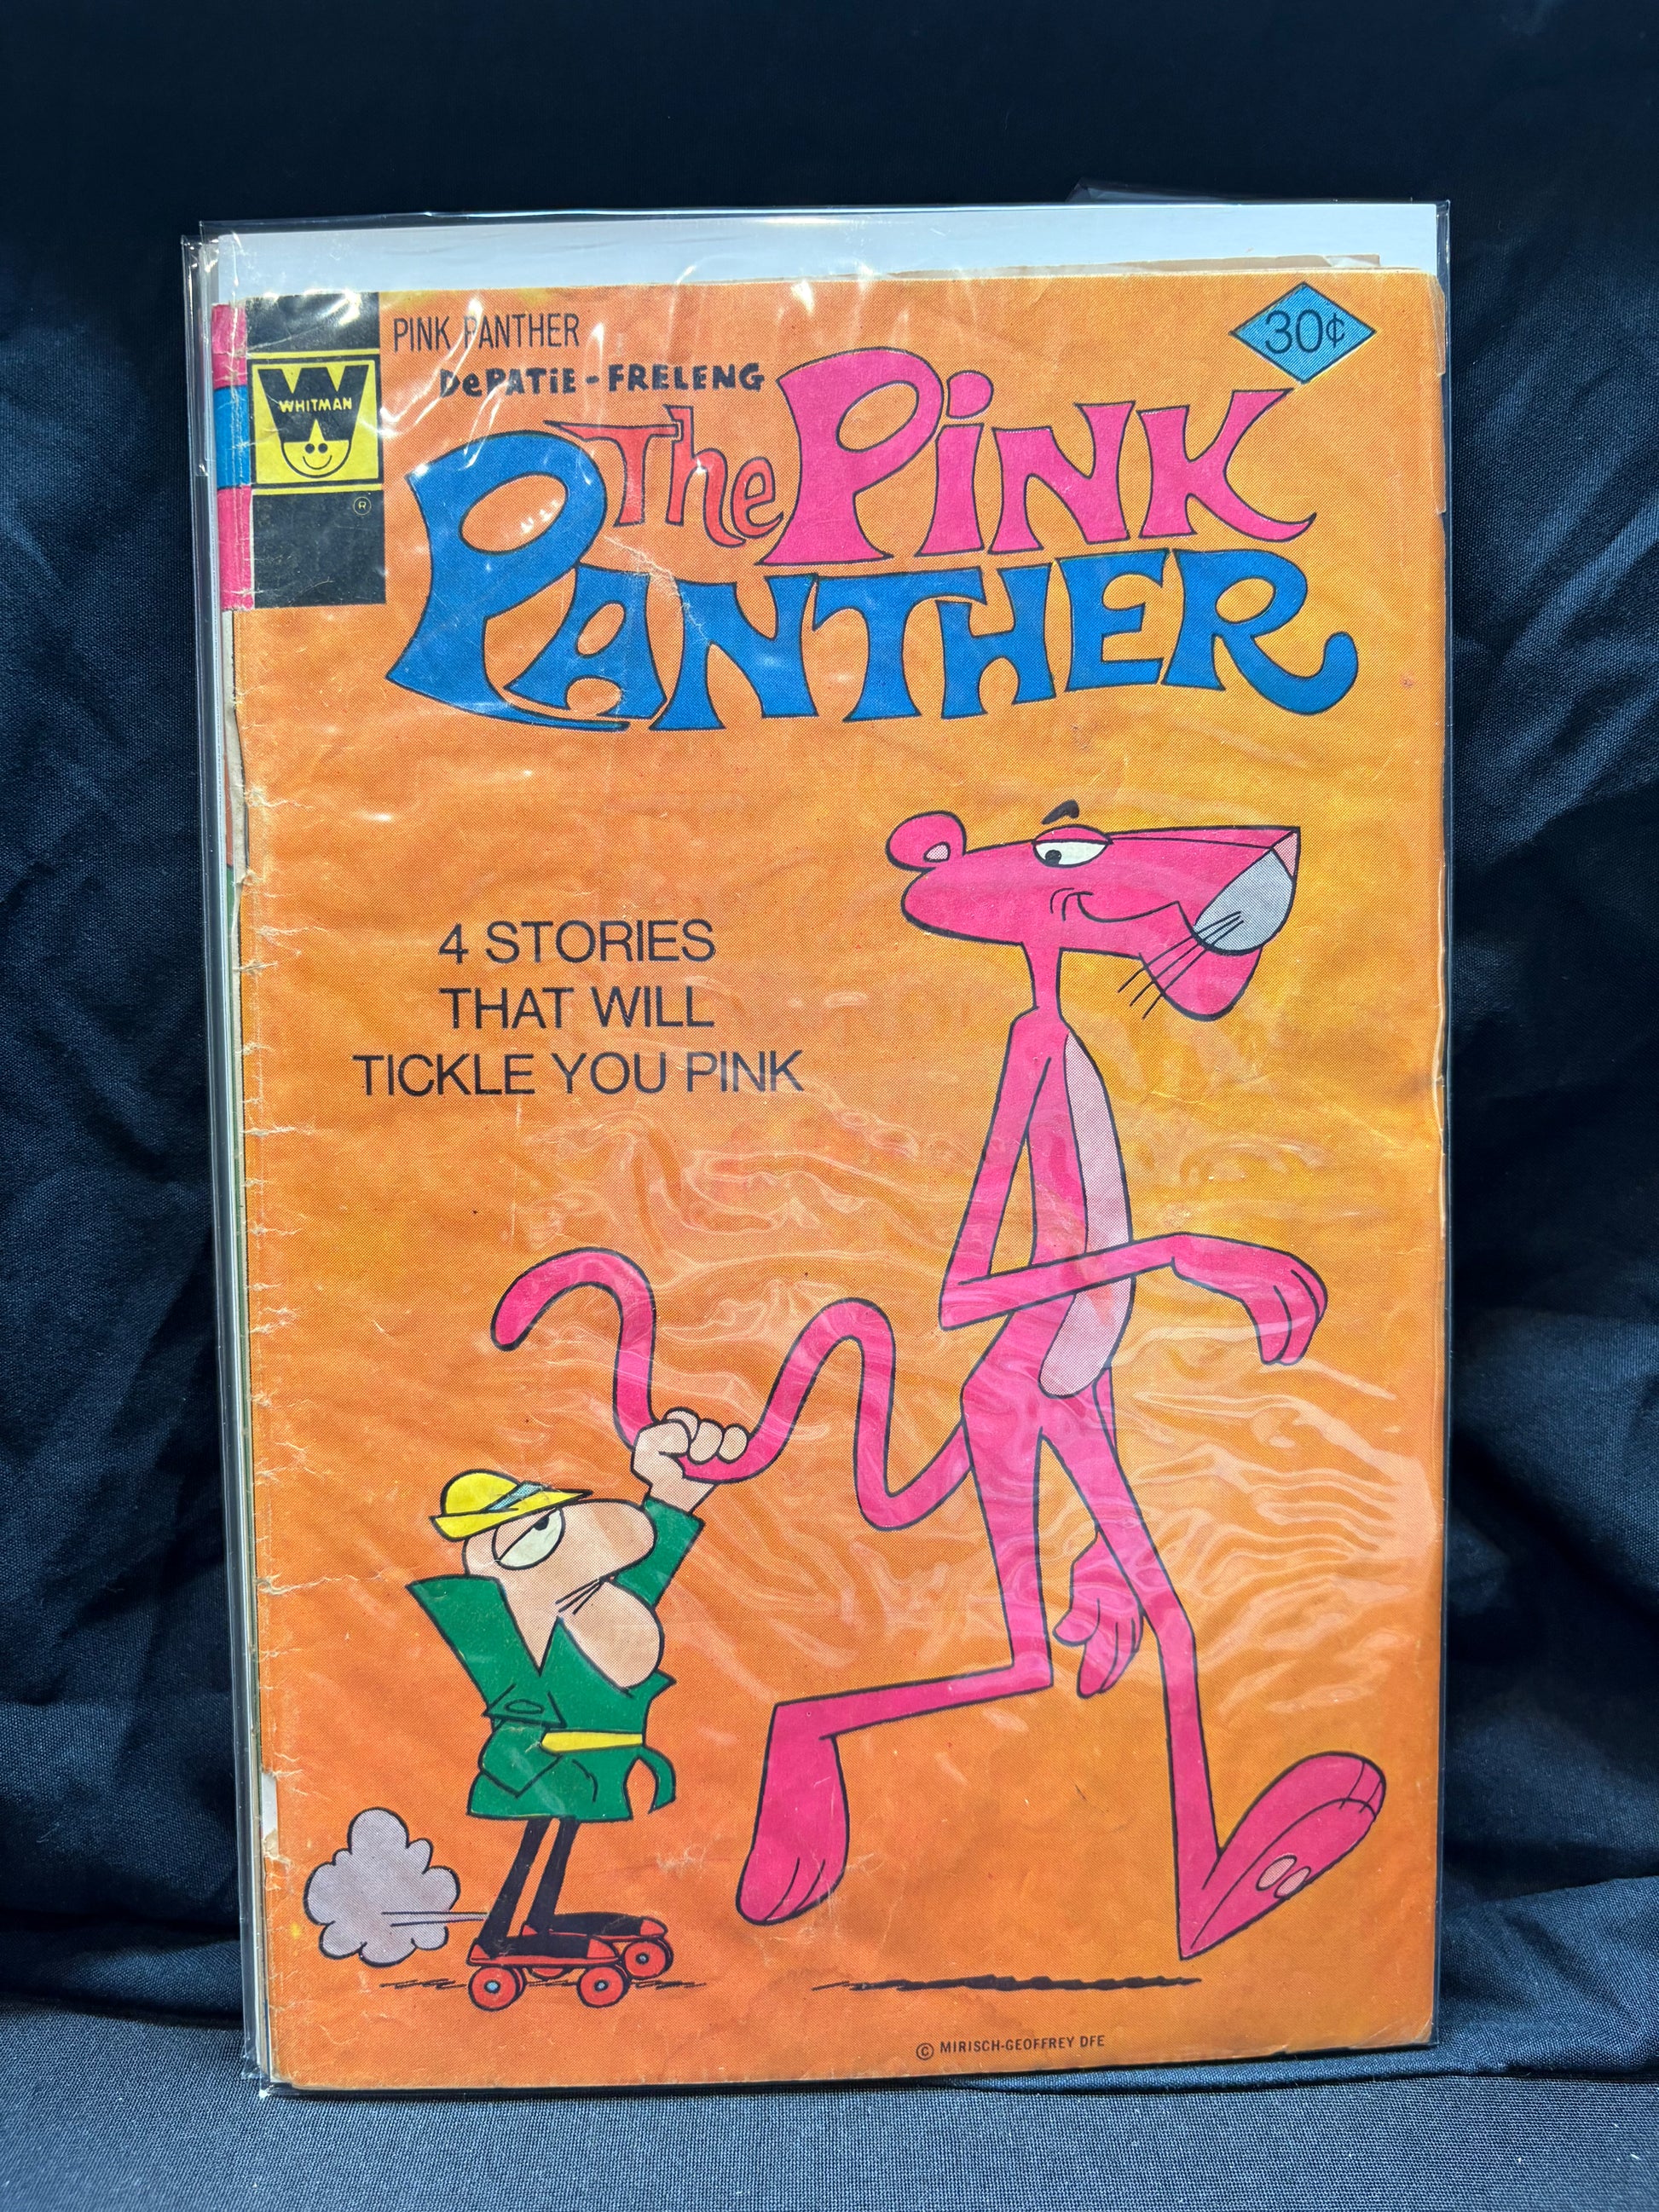 PINK PANTHER
30¢
WHITMAN
®
DePATiE-FRELENG
The PiNK
PANTHER
4 STORIES
THAT WILL
TICKLE YOU PINK
© MIRISCH-GEOFFREY DFE